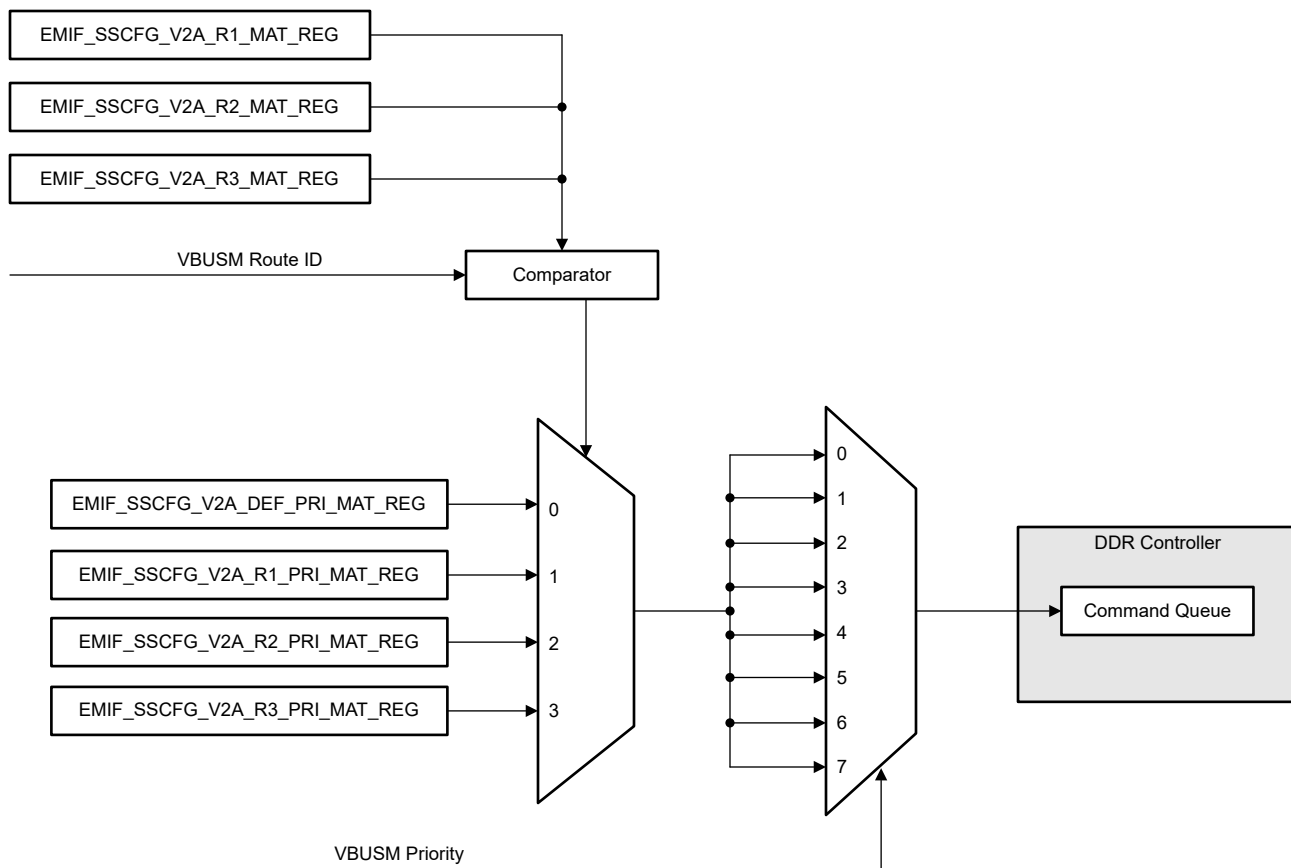 EMIF_SSCFG_V2A_R1_MAT_REG
EMIF_SSCFG_V2A_R2_MAT_REG
EMIF_SSCFG_V2A_R3_MAT_REG
VBUSM Route ID
Comparator
EMIF_SSCFG_V2A_DEF_PRI_MAT_REG
EMIF_SSCFG_V2A_R1_PRI_MAT_REG
EMIF_SSCFG_V2A_R2_PRI_MAT_REG
EMIF_SSCFG_V2A_R3_PRI_MAT_REG
0
1
2
3
0
1
2
3
4
5
6
7
DDR Controller
Command Queue
VBUSM Priority